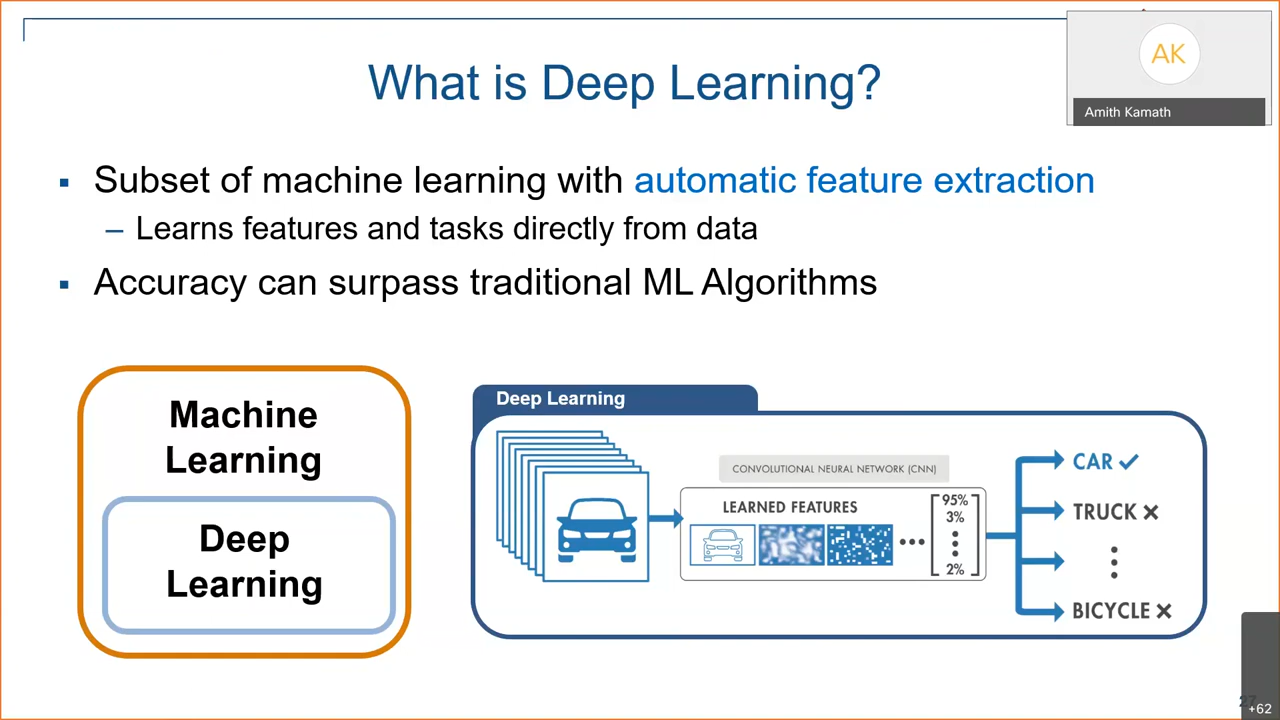 What is Deep Learning?
AK
Amith Kamath
▪ Subset of machine learning with automatic feature extraction
– Learns features and tasks directly from data
▪ Accuracy can surpass traditional ML Algorithms
Machine
Learning
Deep
Learning
Deep Learning
CONVOLUTIONAL NEURAL NETWORK (CNN)
LEARNED FEATURES
95%
3%
2%
CAR ✓
TRUCK ✕
BICYCLE ✕
27
+62